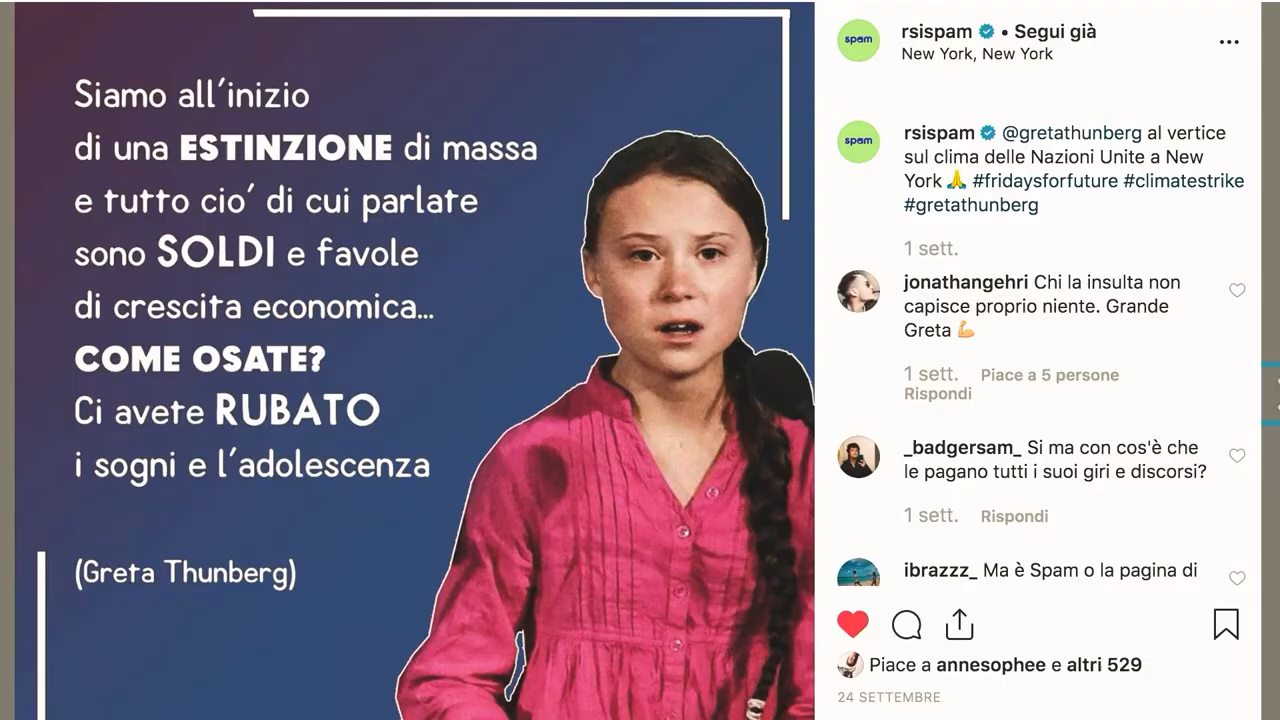 Siamo all'inizio
di una ESTINZIONE di massa
e tutto cio' di cui parlate
sono SOLDI e favole
di crescita economica...
COME OSATE?
Ci avete RUBATO
i sogni e l'adolescenza
(Greta Thunberg)
spam
rsispam • Segui già
New York, New York
spam
rsispam @gretathunberg al vertice
sul clima delle Nazioni Unite a New
York 🙏 #fridaysforfuture #climatestrike
#gretathunberg
1 sett.
jonathangehri Chi la insulta non
capisce proprio niente. Grande
Greta 💪
1 sett. Piace a 5 persone
Rispondi
_badgersam_ Si ma con cos'è che
le pagano tutti i suoi giri e discorsi?
1 sett. Rispondi
ibrazzz_ Ma è Spam o la pagina di
Piace a annesophee e altri 529
24 SETTEMBRE